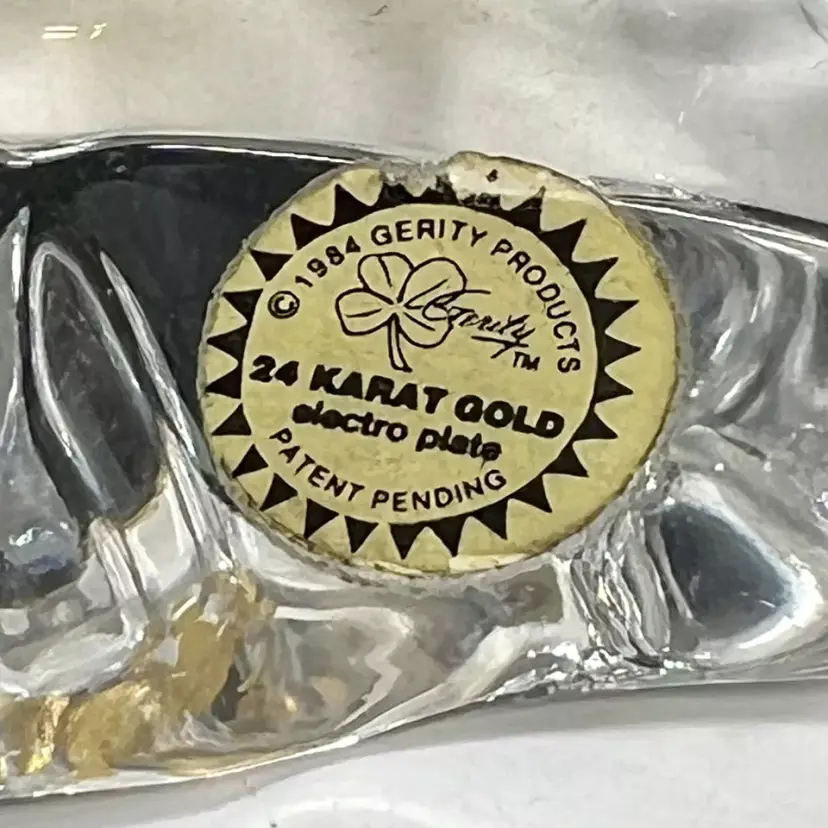 © 1984 GERITY PRODUCTS
Gerity TM
24 KARAT GOLD
electro plate
PATENT PENDING